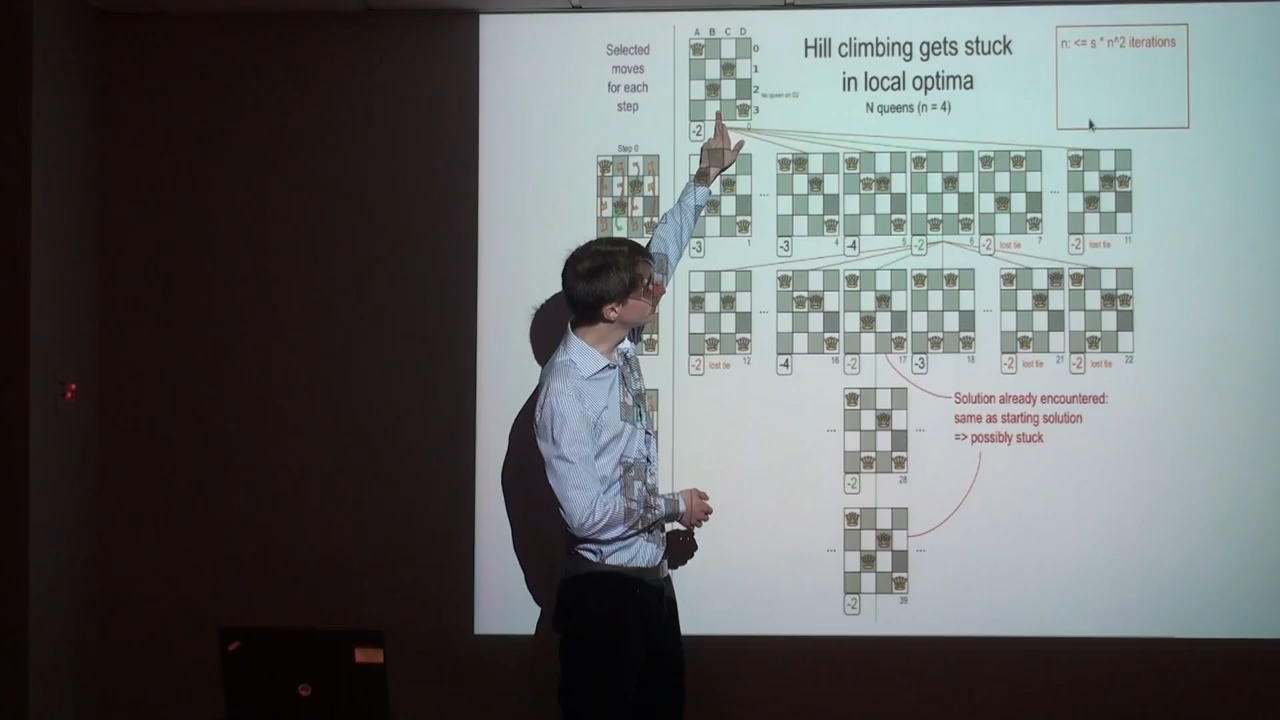 Selected
moves
for each
step
A B C D
0
1
2
3
No queen on D2
-2
0
Hill climbing gets stuck
in local optima
N queens (n = 4)
n: <= s * n^2 iterations
Step 0
-3
1
...
-3
4
-4
5
-2
6
-2 lost tie
7
...
-2 lost tie
11
-2 lost tie
12
...
-4
16
-2
17
-3
18
...
-2 lost tie
21
-2 lost tie
22
Solution already encountered:
same as starting solution
=> possibly stuck
...
-2
28
...
...
-2
39
...